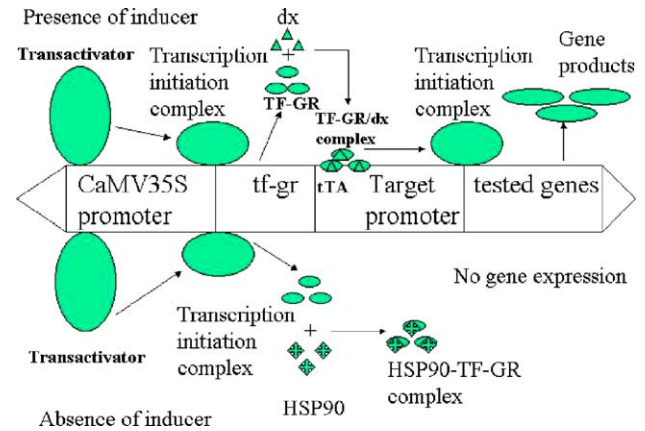 Presence of inducer
Transactivator
Transcription
initiation
complex
dx
+
TF-GR
TF-GR/dx
complex
Transcription
initiation
complex
Gene
products
CaMV35S
promoter
tf-gr
tTA
Target
promoter
tested genes
No gene expression
Transactivator
Transcription
initiation
complex
+
HSP90
HSP90-TF-GR
complex
Absence of inducer